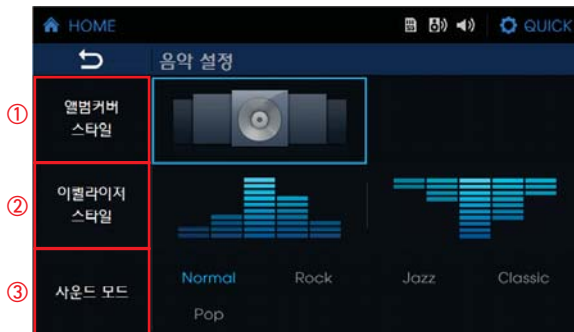 HOME
QUICK
음악 설정
① 앨범커버
스타일
② 이퀄라이저
스타일
③ 사운드 모드
Normal Rock Jazz Classic
Pop